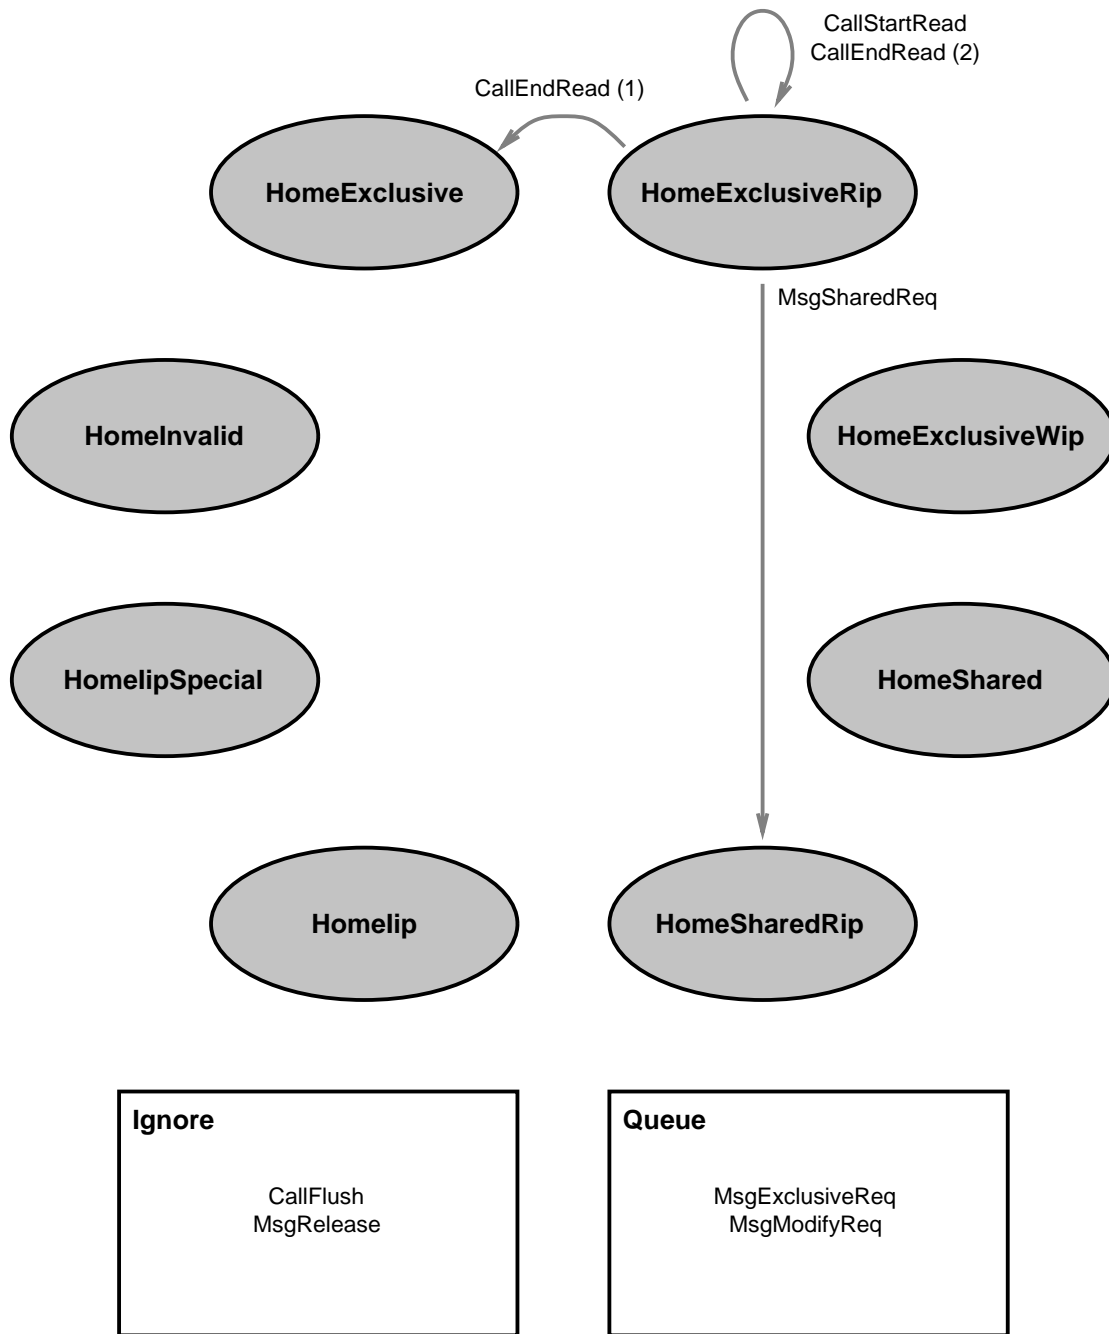 CallStartRead
CallEndRead (2)
CallEndRead (1)
HomeExclusive
HomeExclusiveRip
MsgSharedReq
HomeInvalid
HomeExclusiveWip
HomeIipSpecial
HomeShared
HomeIip
HomeSharedRip
Ignore
CallFlush
MsgRelease
Queue
MsgExclusiveReq
MsgModifyReq